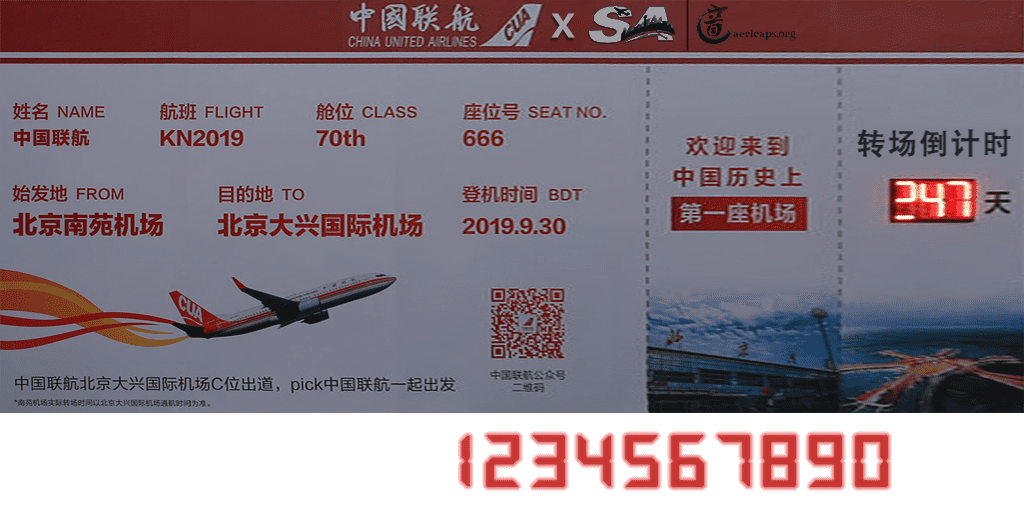 中國联航 CHINA UNITED AIRLINES CUA X SA aericaps.org
姓名 NAME 航班 FLIGHT 舱位 CLASS 座位号 SEAT NO.
中国联航 KN2019 70th 666
始发地 FROM 目的地 TO 登机时间 BDT
北京南苑机场 北京大兴国际机场 2019.9.30
CUA
中国联航公众号
二维码
中国联航北京大兴国际机场C位出道，pick中国联航一起出发
*南苑机场实际转场时间以北京大兴国际机场通航时间为准。
欢迎来到
中国历史上
第一座机场
北京
转场倒计时
247天
1234567890